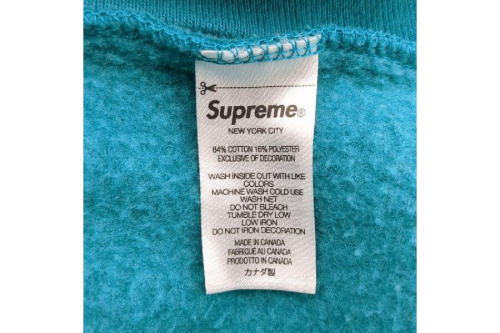 Supreme®
NEW YORK CITY
84% COTTON 16% POLYESTER
EXCLUSIVE OF DECORATION
WASH INSIDE OUT WITH LIKE
COLORS
MACHINE WASH COLD USE
WASH NET
DO NOT BLEACH
TUMBLE DRY LOW
LOW IRON
DO NOT IRON DECORATION
MADE IN CANADA
FABRIQUÉ AU CANADA
PRODOTTO IN CANADA
カナダ製